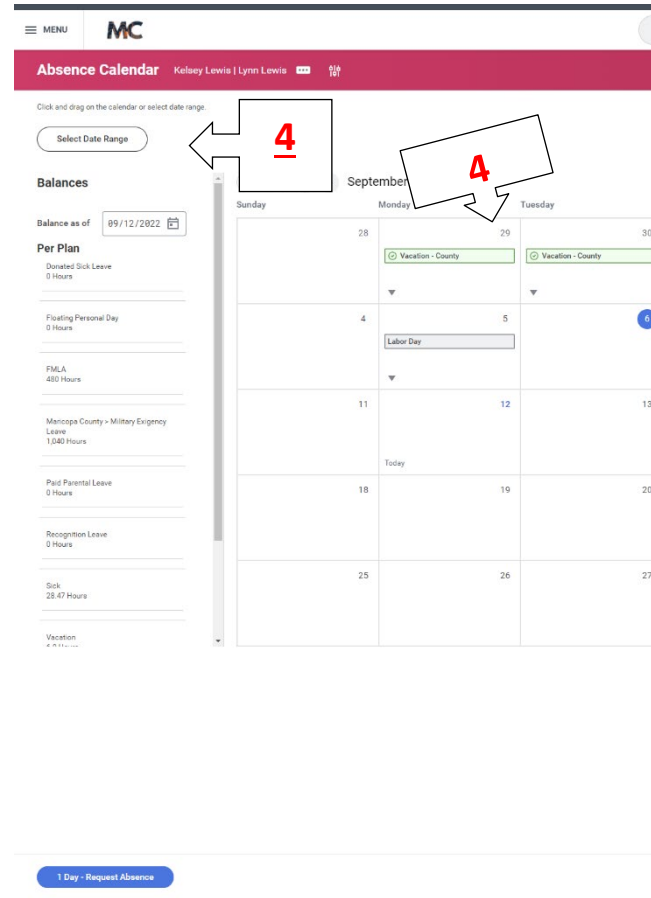 MENU
MC
Absence Calendar Kelsey Lewis | Lynn Lewis
Click and drag on the calendar or select date range.
Select Date Range
4
4
Balances
September
Sunday
Monday
Tuesday
Balance as of 09/12/2022
28
29
30
Vacation - County
Vacation - County
Per Plan
Donated Sick Leave
0 Hours
Floating Personal Day
0 Hours
4
5
6
Labor Day
FMLA
480 Hours
11
12
13
Today
Maricopa County > Military Exigency
Leave
1,040 Hours
Paid Parental Leave
0 Hours
18
19
20
Recognition Leave
0 Hours
25
26
27
Sick
28.47 Hours
Vacation
1 Day - Request Absence